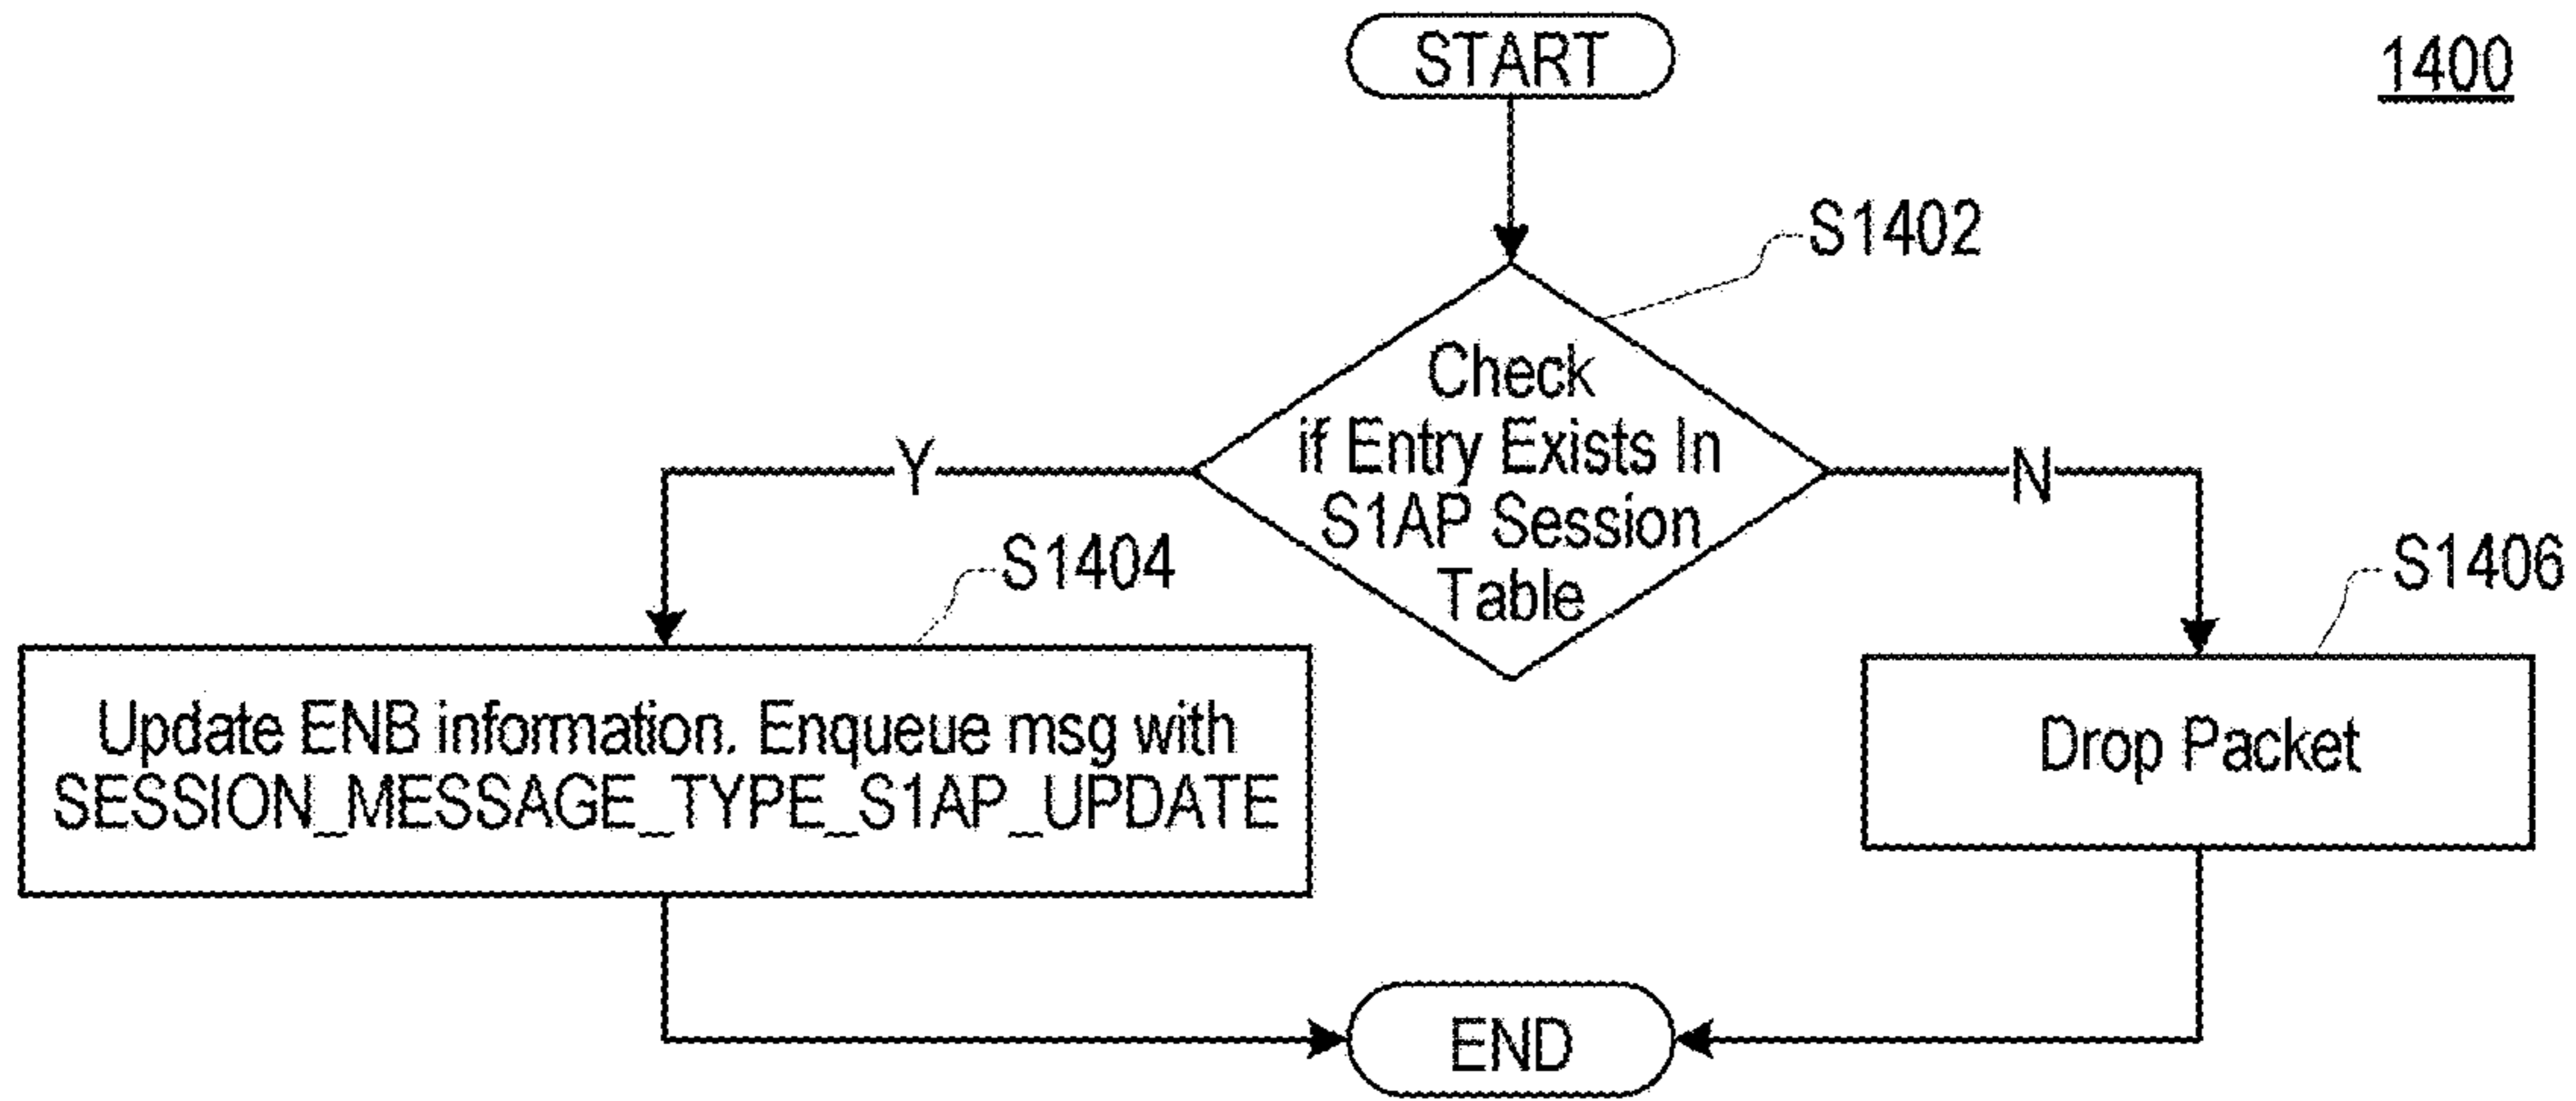 START
1400
S1402
Check
if Entry Exists In
S1AP Session
Table
Y
N
S1404
S1406
Update ENB information. Enqueue msg with
SESSION_MESSAGE_TYPE_S1AP_UPDATE
Drop Packet
END